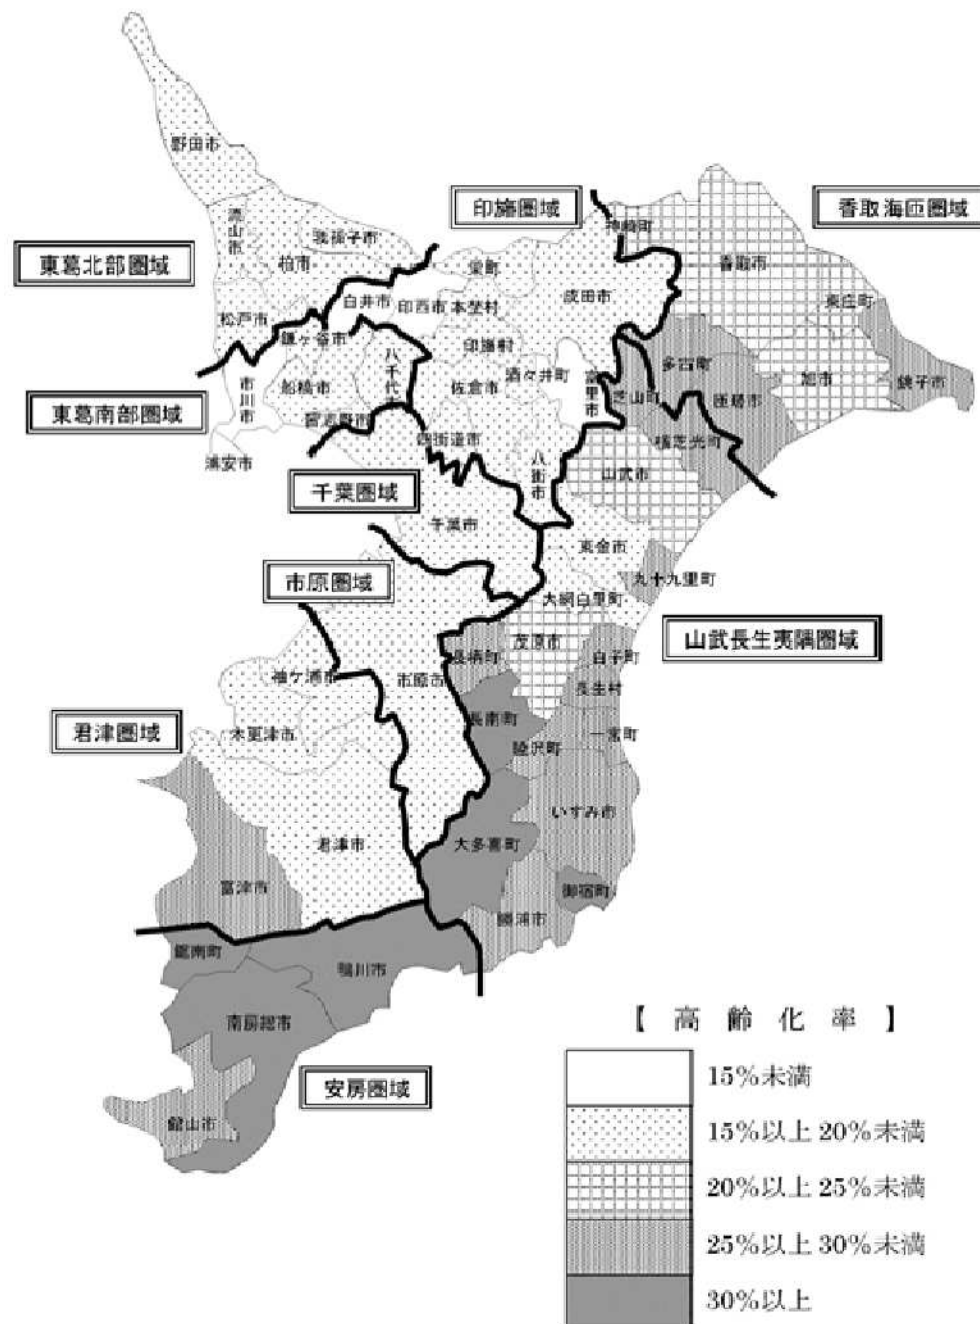 野田市
流山市
我孫子市
柏市
印旛圏域
香取海匝圏域
神崎町
東葛北部圏域
栄町
香取市
白井市
印西市
本埜村
成田市
東庄町
松戸市
鎌ヶ谷市
印旛村
多古町
八千代
市川市
船橋市
佐倉市
酒々井町
富里市
芝山町
匝瑳市
旭市
銚子市
東葛南部圏域
習志野市
四街道市
横芝光町
浦安市
八街市
山武市
千葉圏域
千葉市
東金市
市原圏域
九十九里町
大網白里町
山武長生夷隅圏域
長柄町
茂原市
白子町
袖ケ浦市
市原市
長生村
君津圏域
木更津市
長南町
睦沢町
一宮町
いすみ市
君津市
大多喜町
富津市
御宿町
勝浦市
鋸南町
鴨川市
南房総市
安房圏域
館山市
【 高 齢 化 率 】
15%未満
15%以上 20%未満
20%以上 25%未満
25%以上 30%未満
30%以上